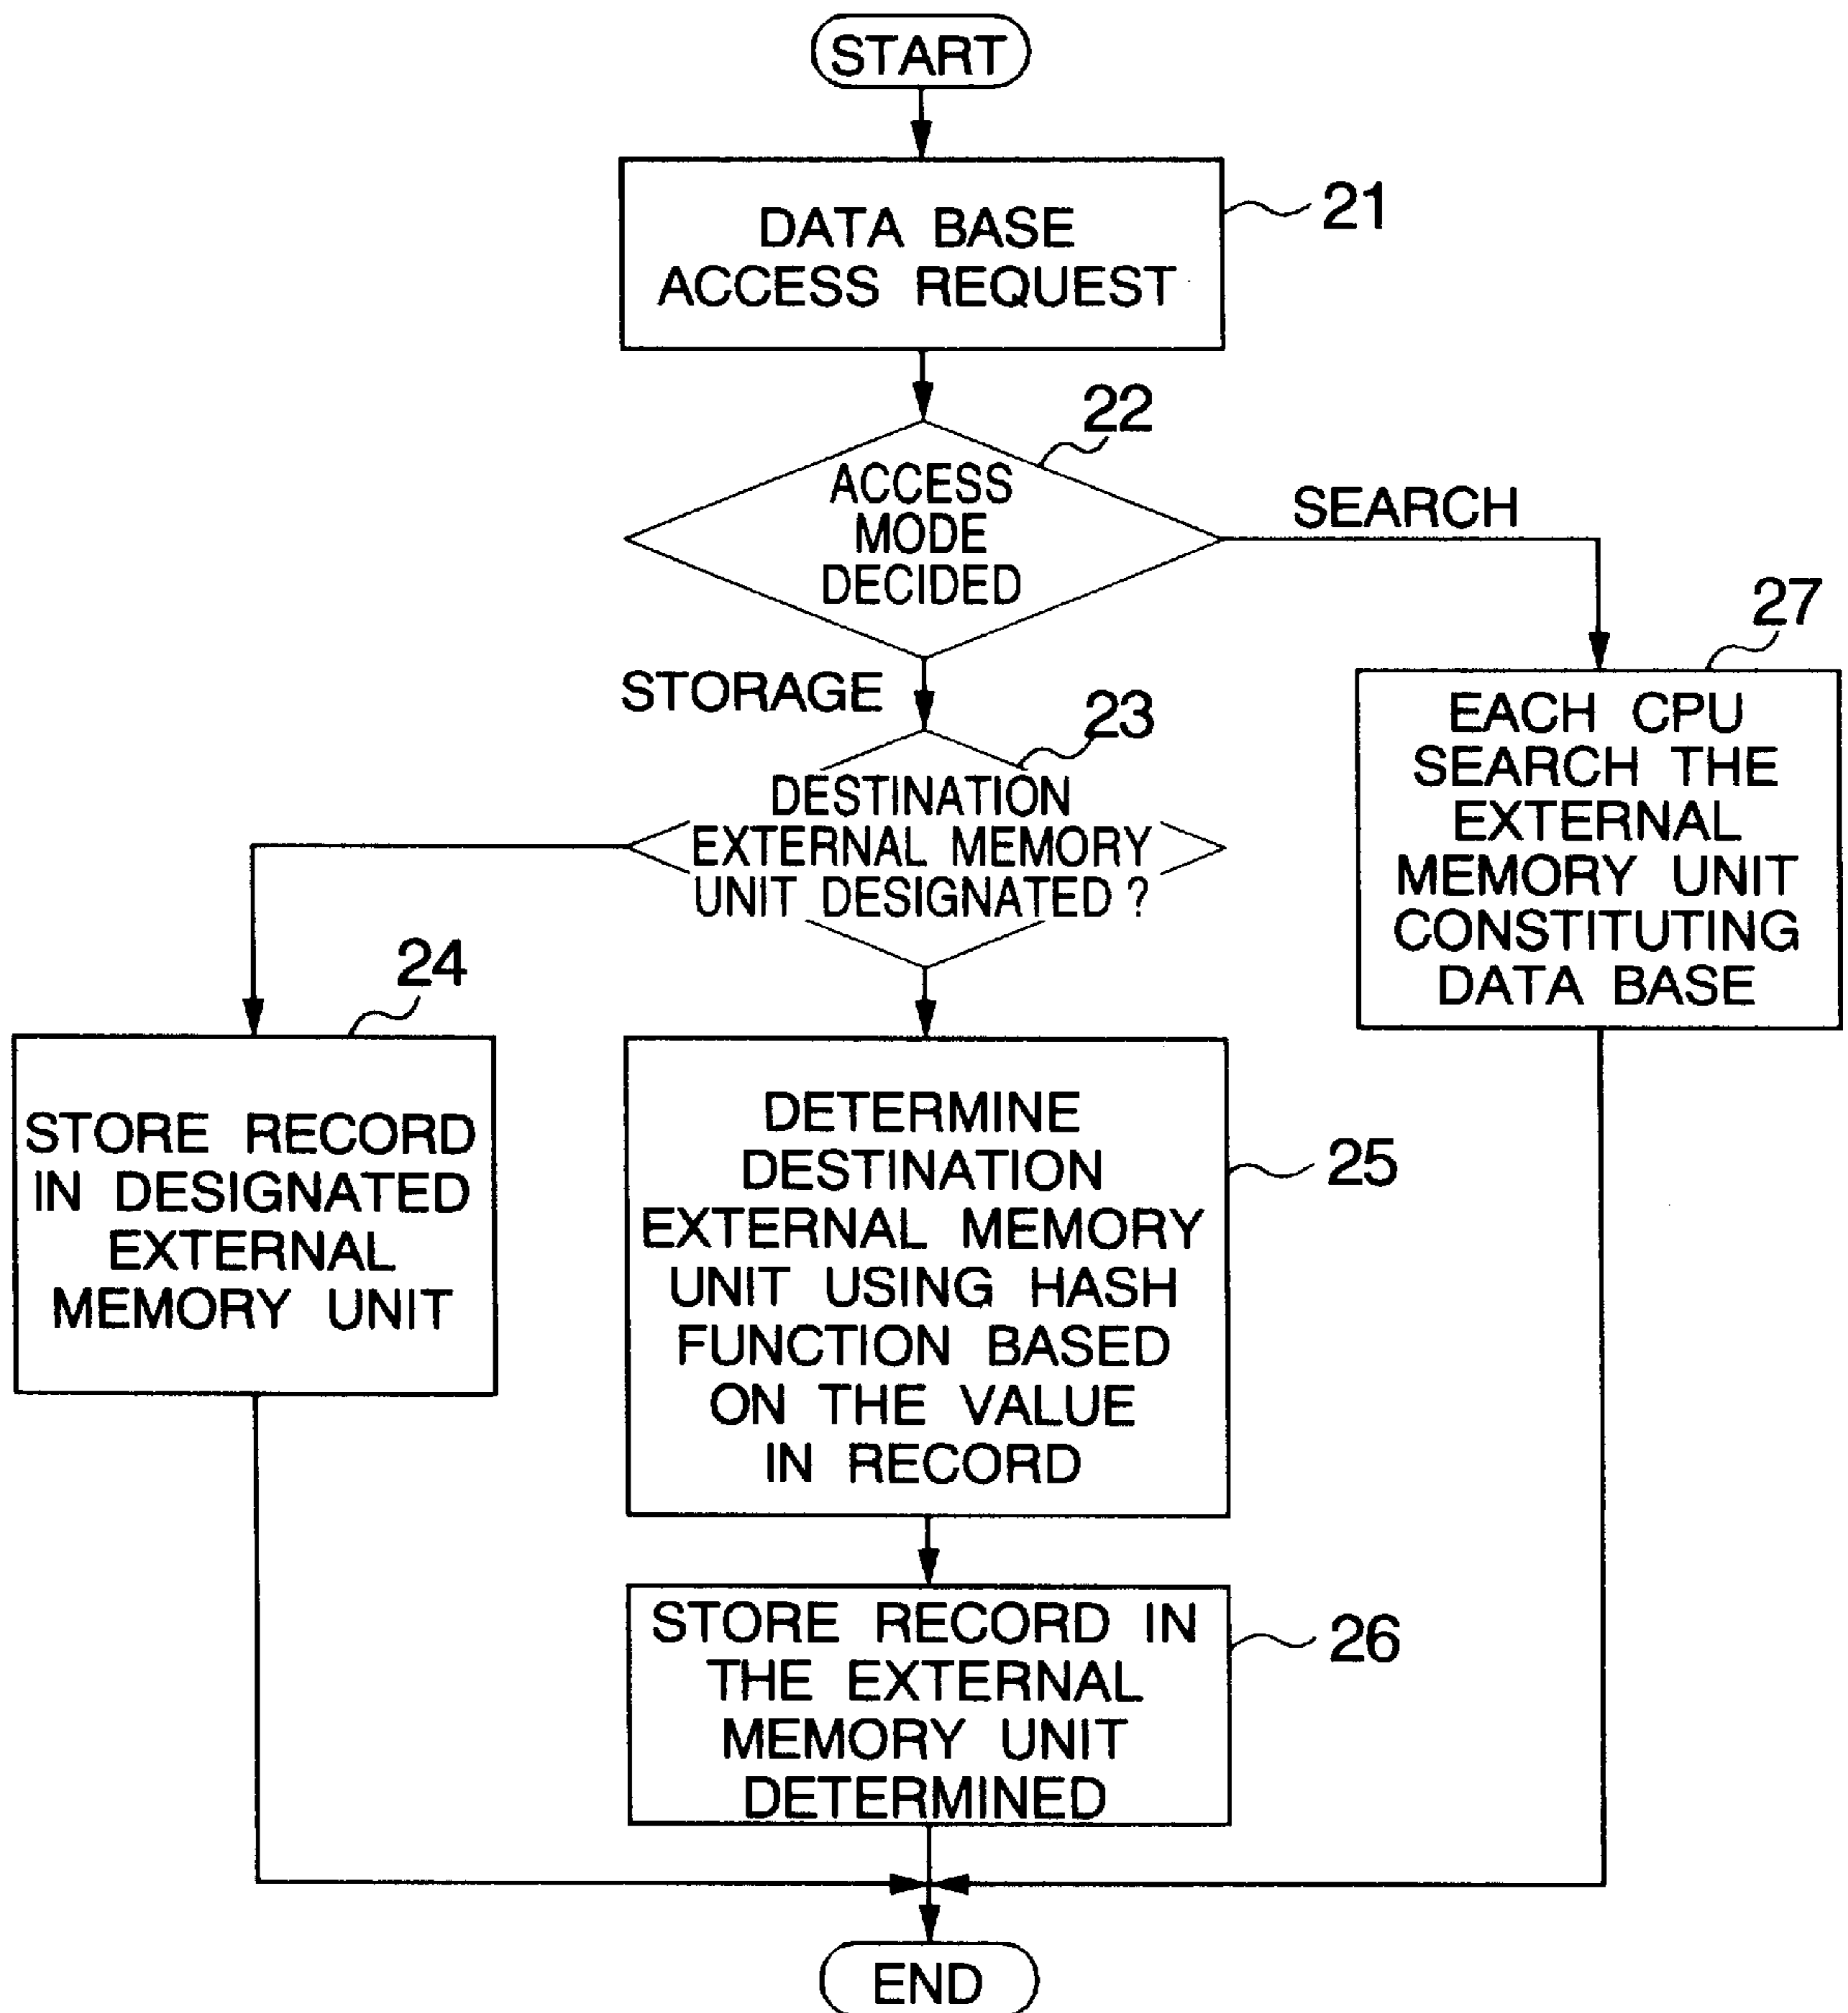 START
DATA BASE
ACCESS REQUEST
21
22
ACCESS
MODE
DECIDED
SEARCH
STORAGE
23
DESTINATION
EXTERNAL MEMORY
UNIT DESIGNATED ?
27
EACH CPU
SEARCH THE
EXTERNAL
MEMORY UNIT
CONSTITUTING
DATA BASE
24
STORE RECORD
IN DESIGNATED
EXTERNAL
MEMORY UNIT
DETERMINE
DESTINATION
EXTERNAL MEMORY
UNIT USING HASH
FUNCTION BASED
ON THE VALUE
IN RECORD
25
STORE RECORD IN
THE EXTERNAL
MEMORY UNIT
DETERMINED
26
END